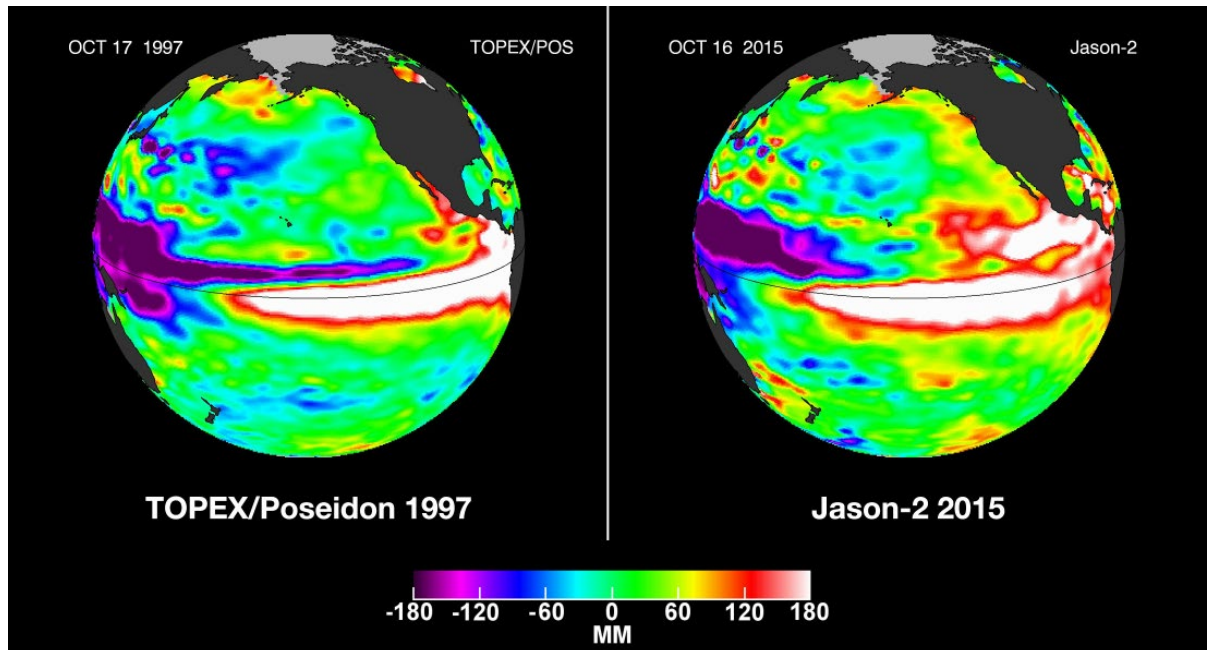 OCT 17 1997
TOPEX/POS
OCT 16 2015
Jason-2
TOPEX/Poseidon 1997
Jason-2 2015
-180 -120 -60 0 60 120 180
MM